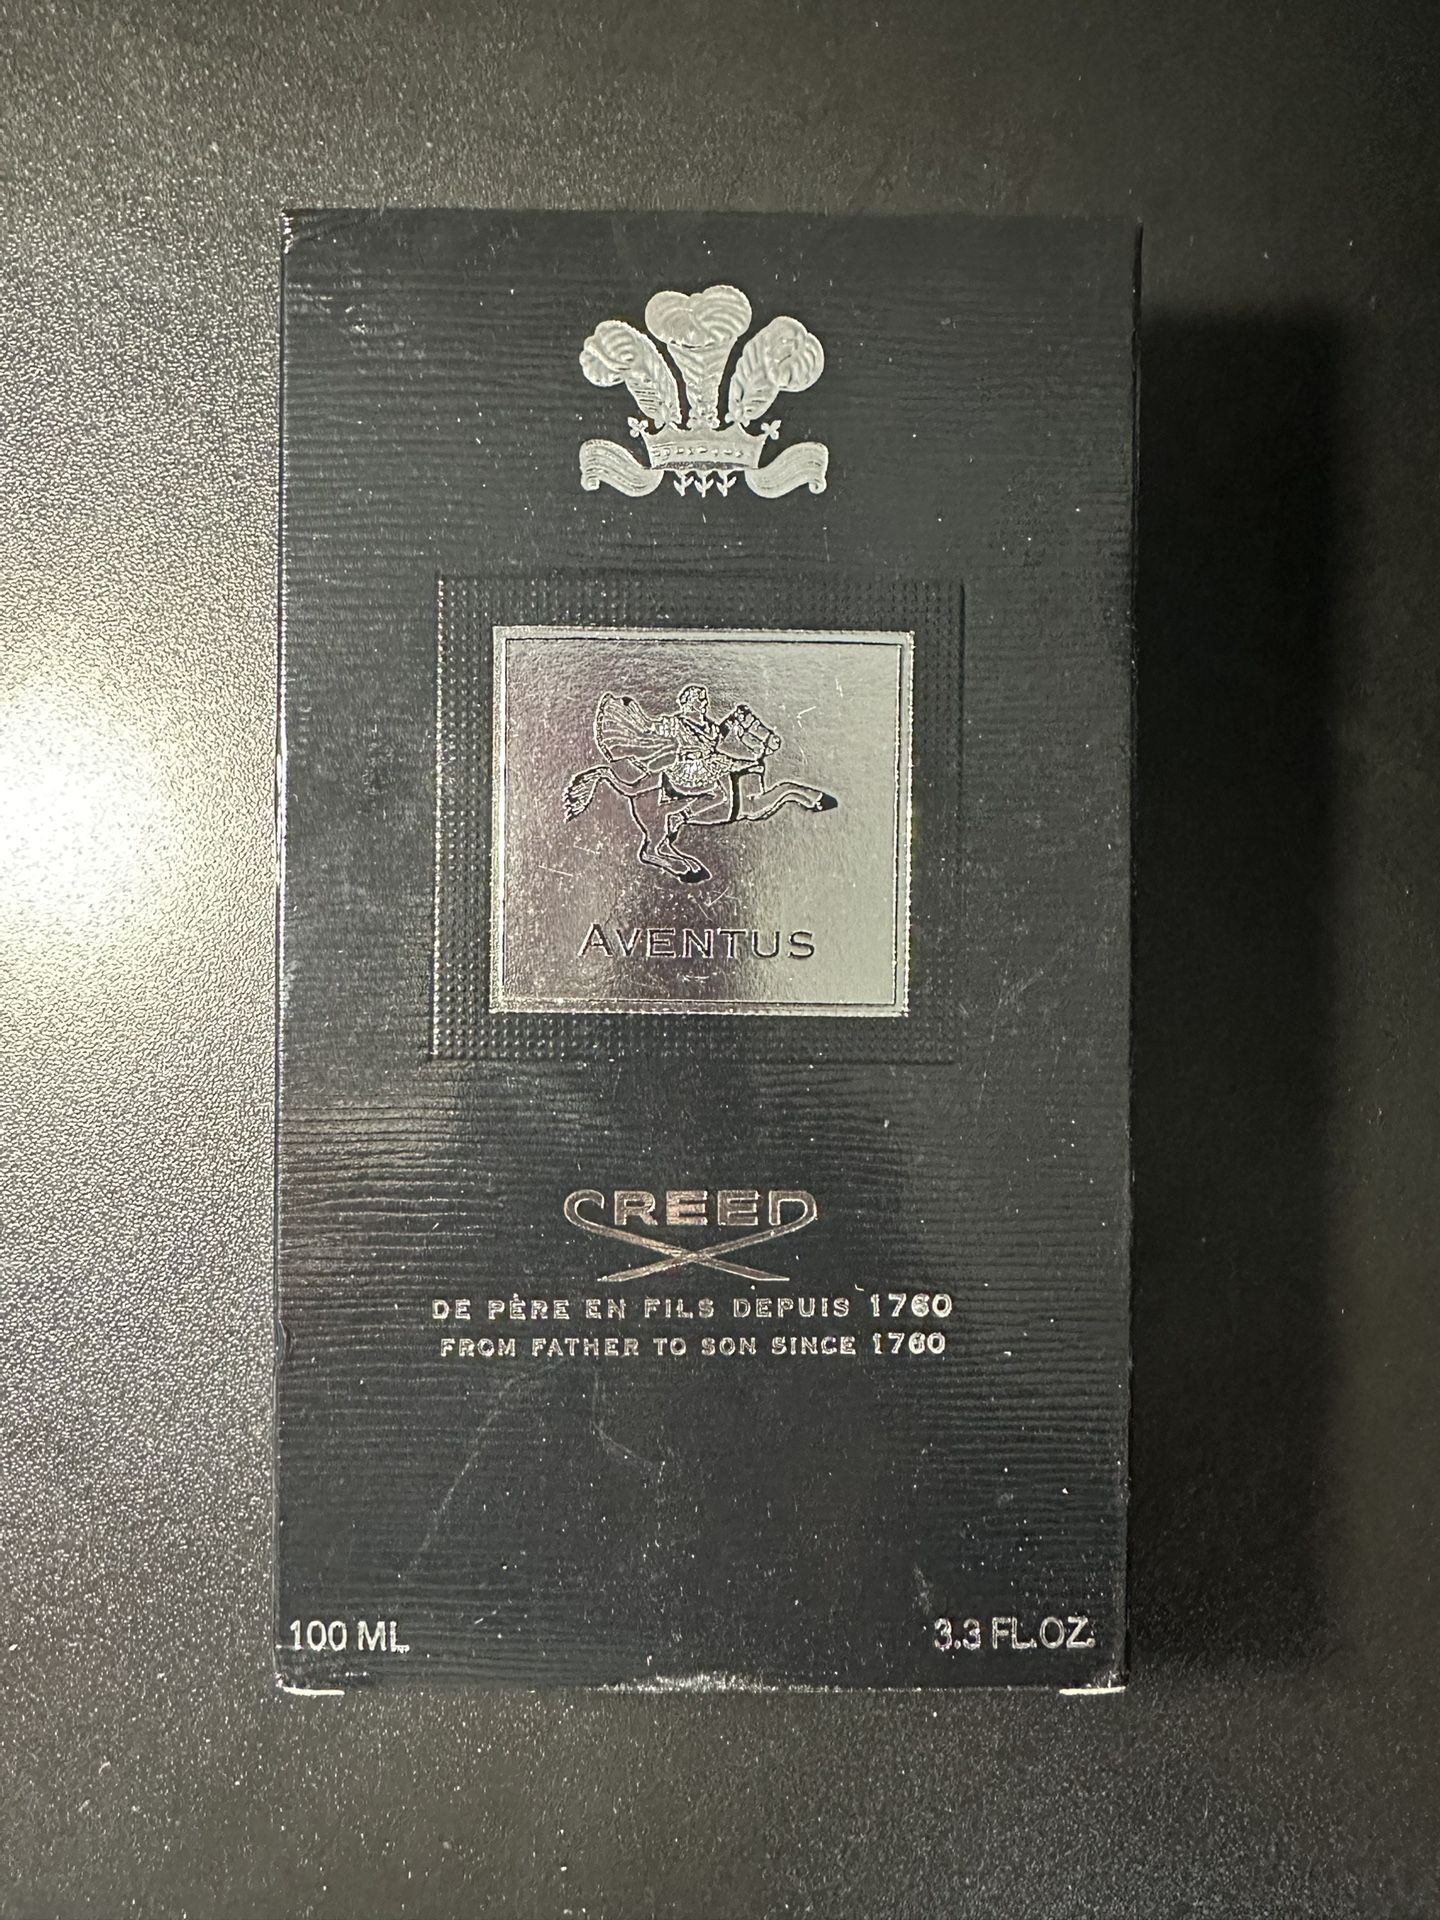 AVENTUS
CREED
DE PÈRE EN FILS DEPUIS 1760
FROM FATHER TO SON SINCE 1760
100 ML
3.3 FL.OZ.